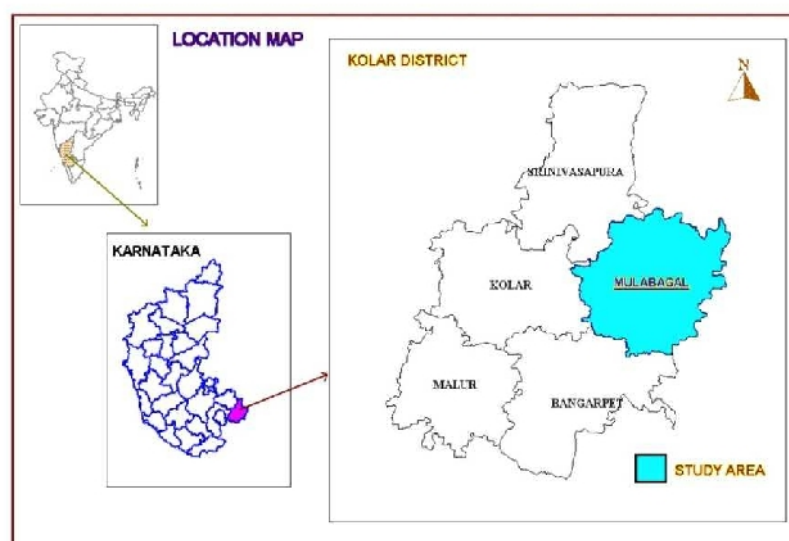 LOCATION MAP
KOLAR DISTRICT
N
SRINIVASAPURA
KARNATAKA
KOLAR
MULABAGAL
MALUR
BANGARPET
STUDY AREA